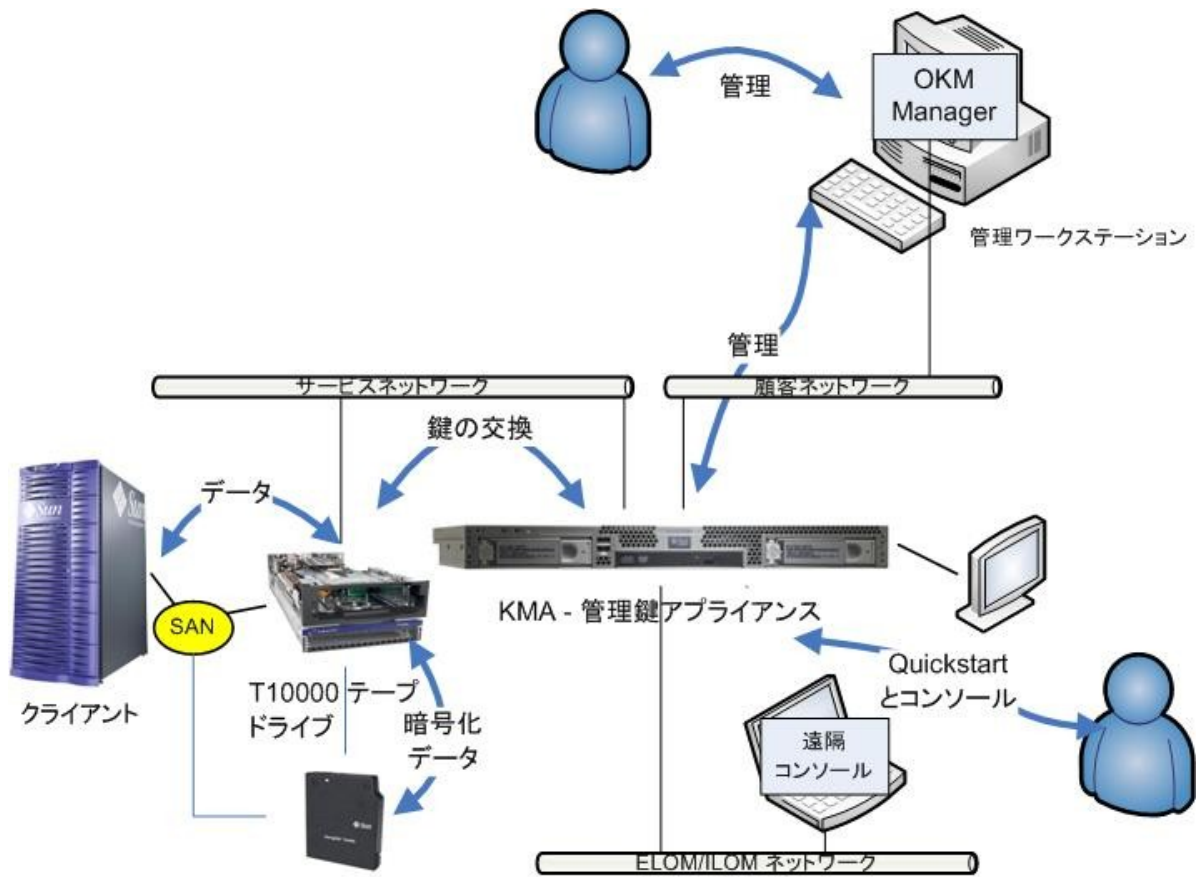 管理
OKM
Manager
管理ワークステーション
管理
サービスネットワーク
顧客ネットワーク
鍵の交換
データ
Sun
Sun
SAN
KMA - 管理鍵アプライアンス
クライアント
T10000 テープ
ドライブ
暗号化
データ
Quickstart
とコンソール
遠隔
コンソール
Sun
ELOM/ILOM ネットワーク